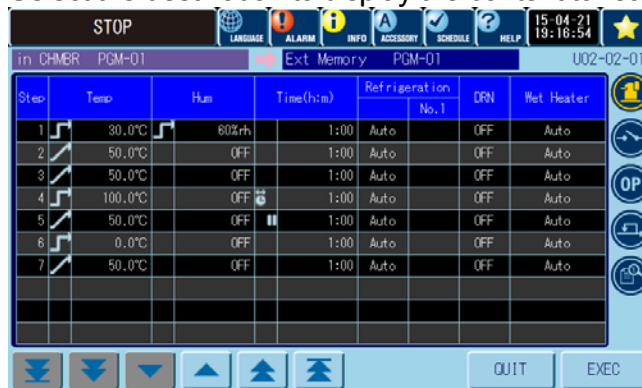 STOP LANGUAGE ALARM INFO ACCESSORY SCHEDULE HELP 15-04-21
19:16:54
in CHMBR PGM-01 Ext Memory PGM-01 U02-02-01
Step Temp Hum Time(h:m) Refrigeration DRN Wet Heater
No.1
1 30.0℃ 60%rh 1:00 Auto OFF Auto
2 50.0℃ OFF 1:00 Auto OFF Auto
3 50.0℃ OFF 1:00 Auto OFF Auto
4 100.0℃ OFF 1:00 Auto OFF Auto
5 50.0℃ OFF 1:00 Auto OFF Auto
6 0.0℃ OFF 1:00 Auto OFF Auto
7 50.0℃ OFF 1:00 Auto OFF Auto
OP
QUIT EXEC